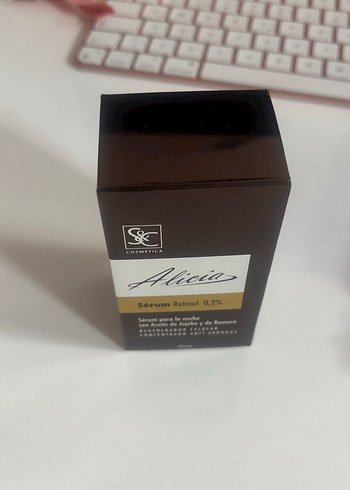 S&C
COSMETICA
Alicia
Sérum Retinol 0,2%
Sérum para la noche
con Aceite de Jojoba y de Romero
REGENERADOR CELULAR
CONCENTRADO ANTI-ARRUGAS